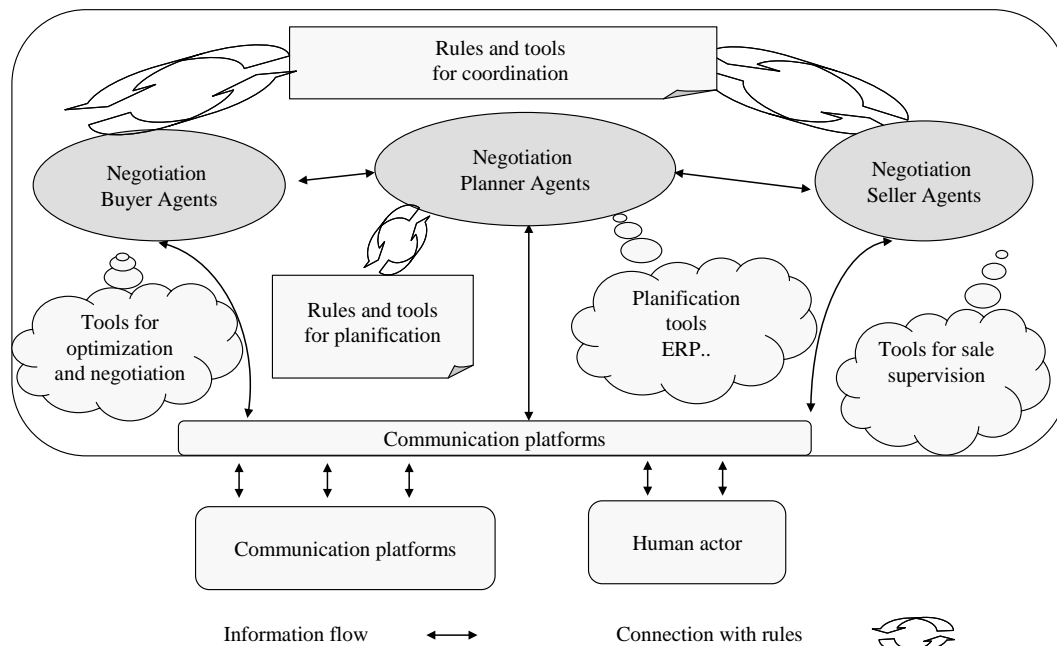 Rules and tools
for coordination
Negotiation
Buyer Agents
Negotiation
Planner Agents
Negotiation
Seller Agents
Tools for
optimization
and negotiation
Rules and tools
for planification
Planification
tools
ERP..
Tools for sale
supervision
Communication platforms
Communication platforms
Human actor
Information flow
Connection with rules